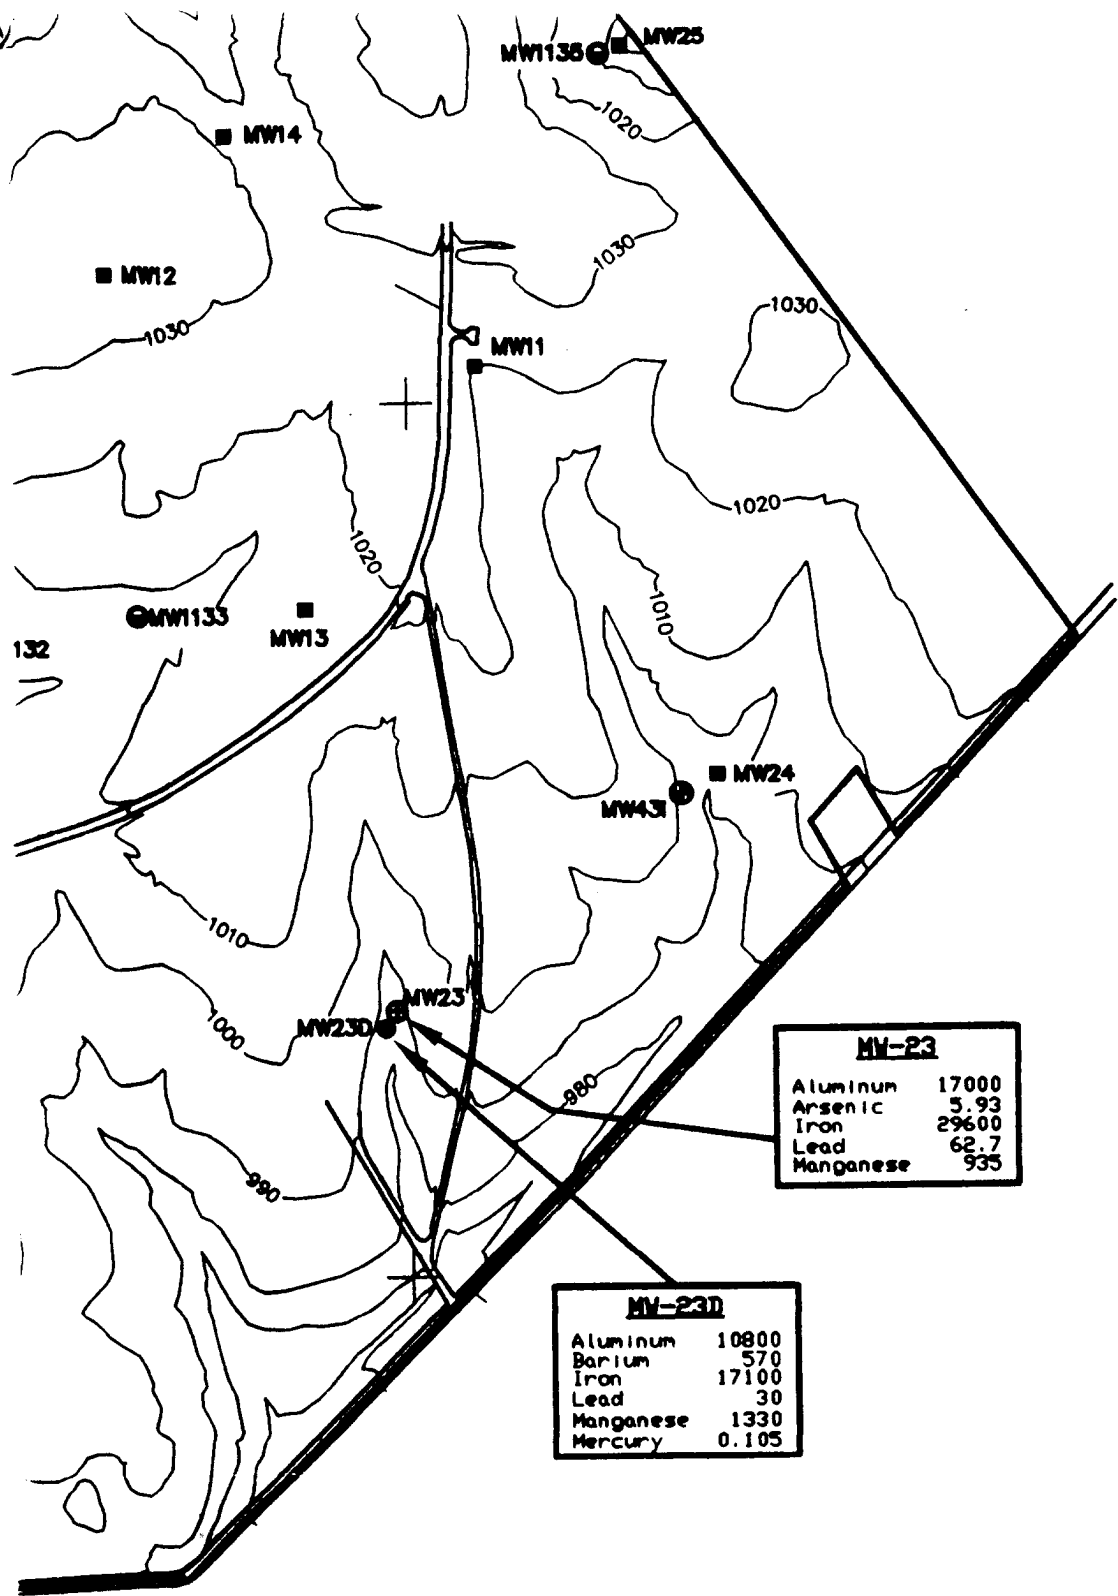 MW25
MW1135
1020
MW14
1030
MW12
1030
1030
MW11
1020
1020
1010
MW1133
MW13
132
MW24
MW43I
1010
MW23
1000
MW23D
980
990
MW-23
Aluminum 17000
Arsenic 5.93
Iron 29600
Lead 62.7
Manganese 935
MW-23D
Aluminum 10800
Barium 570
Iron 17100
Lead 30
Manganese 1330
Mercury 0.105